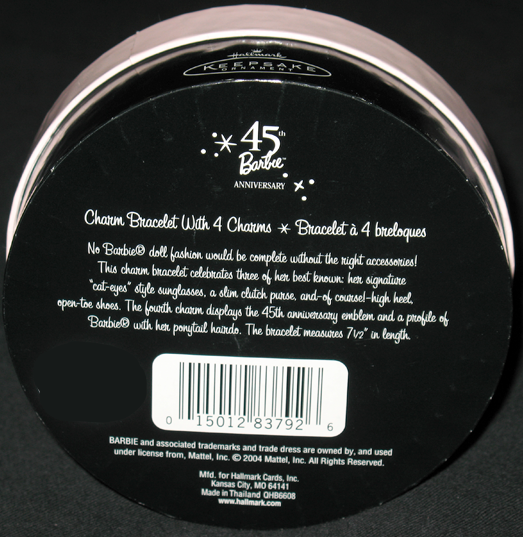 Hallmark
KEEPSAKE
ORNAMENT
45th
Barbie™
ANNIVERSARY
Charm Bracelet With 4 Charms * Bracelet à 4 breloques
No Barbie® doll fashion would be complete without the right accessories!
This charm bracelet celebrates three of her best known: her signature
"cat-eyes" style sunglasses, a slim clutch purse, and-of course!-high heel,
open-toe shoes. The fourth charm displays the 45th anniversary emblem and a profile of
Barbie® with her ponytail hairdo. The bracelet measures 7 1/2" in length.
0 15012 83792 6
BARBIE and associated trademarks and trade dress are owned by, and used
under license from, Mattel, Inc. © 2004 Mattel, Inc. All Rights Reserved.
Mfd. for Hallmark Cards, Inc.
Kansas City, MO 64141
Made in Thailand QHB6608
www.hallmark.com